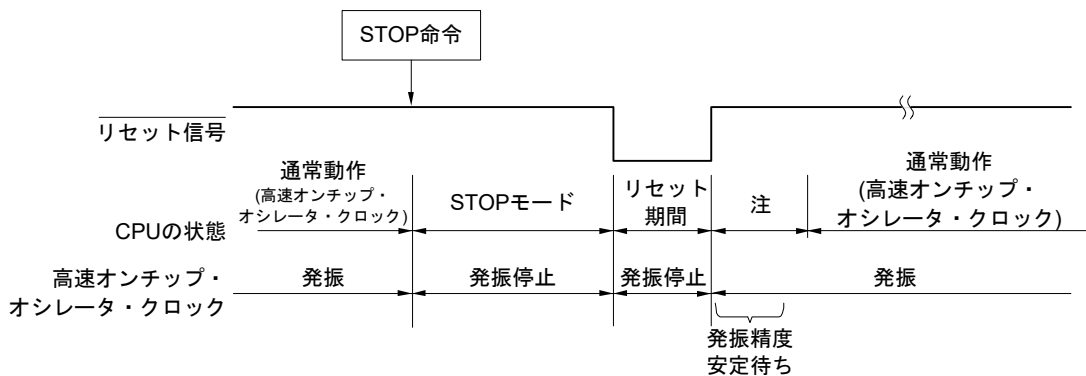 STOP命令
リセット信号
通常動作
(高速オンチップ・
オシレータ・クロック)
STOPモード
リセット
期間
注
通常動作
(高速オンチップ・
オシレータ・クロック)
CPUの状態
高速オンチップ・
オシレータ・クロック
発振
発振停止
発振停止
発振
発振精度
安定待ち